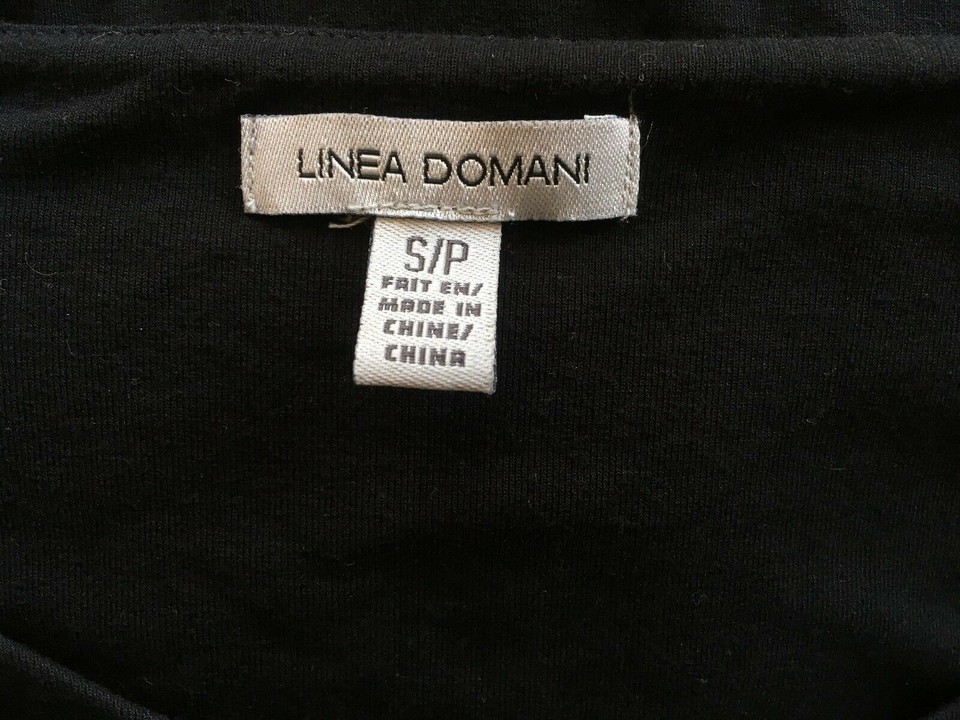 LINEA DOMANI
S/P
FAIT EN/
MADE IN
CHINE/
CHINA